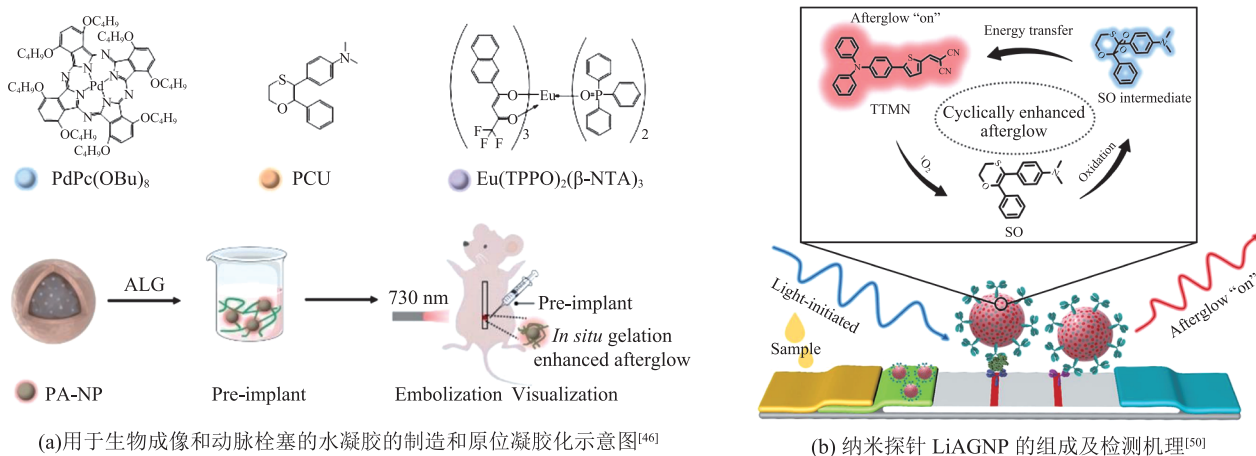 OC₄H₉
C₄H₉O
OC₄H₉
C₄H₉O
N
N
N
N
Pd
N
N
N
N
OC₄H₉
C₄H₉O
OC₄H₉
C₄H₉O
PdPc(OBu)₈
N
S
O
PCU
O
O
F
F
F
3
Eu
O=P
2
Eu(TPPO)₂(β-NTA)₃
ALG
730 nm
Pre-implant
In situ gelation
enhanced afterglow
PA-NP
Pre-implant
Embolization Visualization
(a)用于生物成像和动脉栓塞的水凝胶的制造和原位凝胶化示意图[46]
Afterglow “on”
Energy transfer
N
S
CN
CN
TTMN
S
O
O
O
N
SO intermediate
Cyclically enhanced
afterglow
¹O₂
Oxidation
S
O
N
SO
Light-initiated
Afterglow “on”
Sample
(b) 纳米探针 LiAGNP 的组成及检测机理[50]